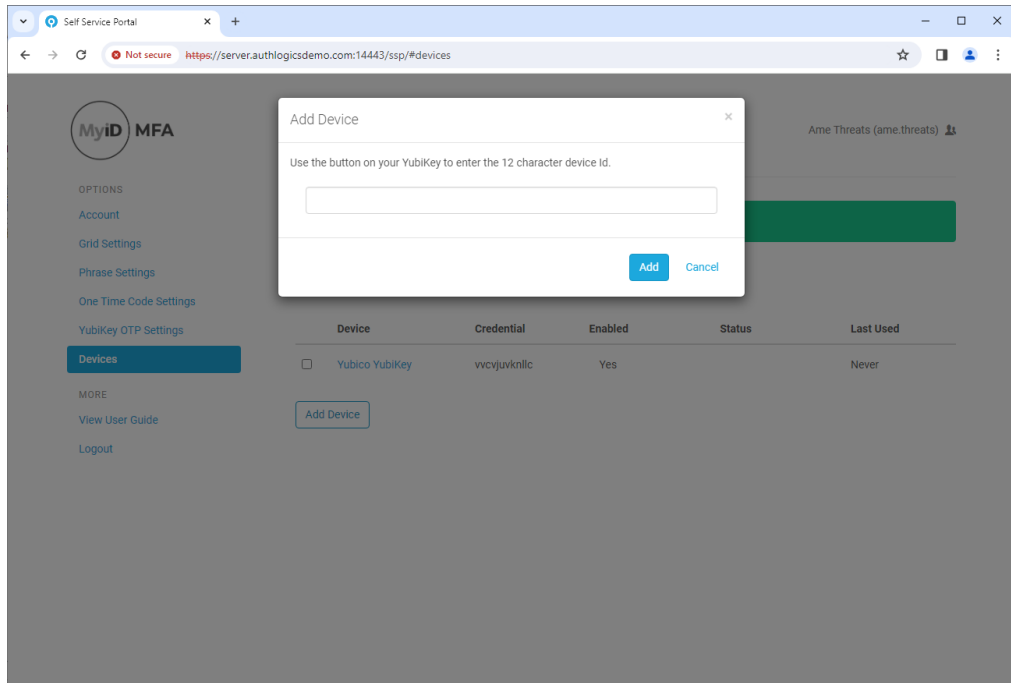 Self Service Portal
Not secure https://server.authlogicsdemo.com:14443/ssp/#devices
MyiD MFA
Ame Threats (ame.threats)
Add Device ×
Use the button on your YubiKey to enter the 12 character device Id.
Add Cancel
OPTIONS
Account
Grid Settings
Phrase Settings
One Time Code Settings
YubiKey OTP Settings
Devices
MORE
View User Guide
Logout
Device Credential Enabled Status Last Used
Yubico YubiKey vvcvjuvknllc Yes Never
Add Device